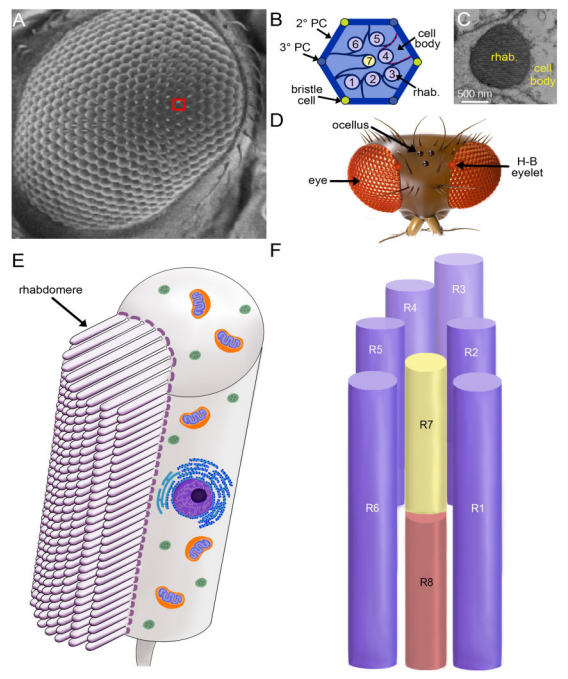 A
B
2° PC
3° PC
cell
body
bristle
cell
rhab.
6
5
4
7
1
2
3
C
rhab.
cell
body
500 nm
D
ocellus
H-B
eyelet
eye
E
rhabdomere
F
R3
R4
R5
R2
R7
R6
R1
R8